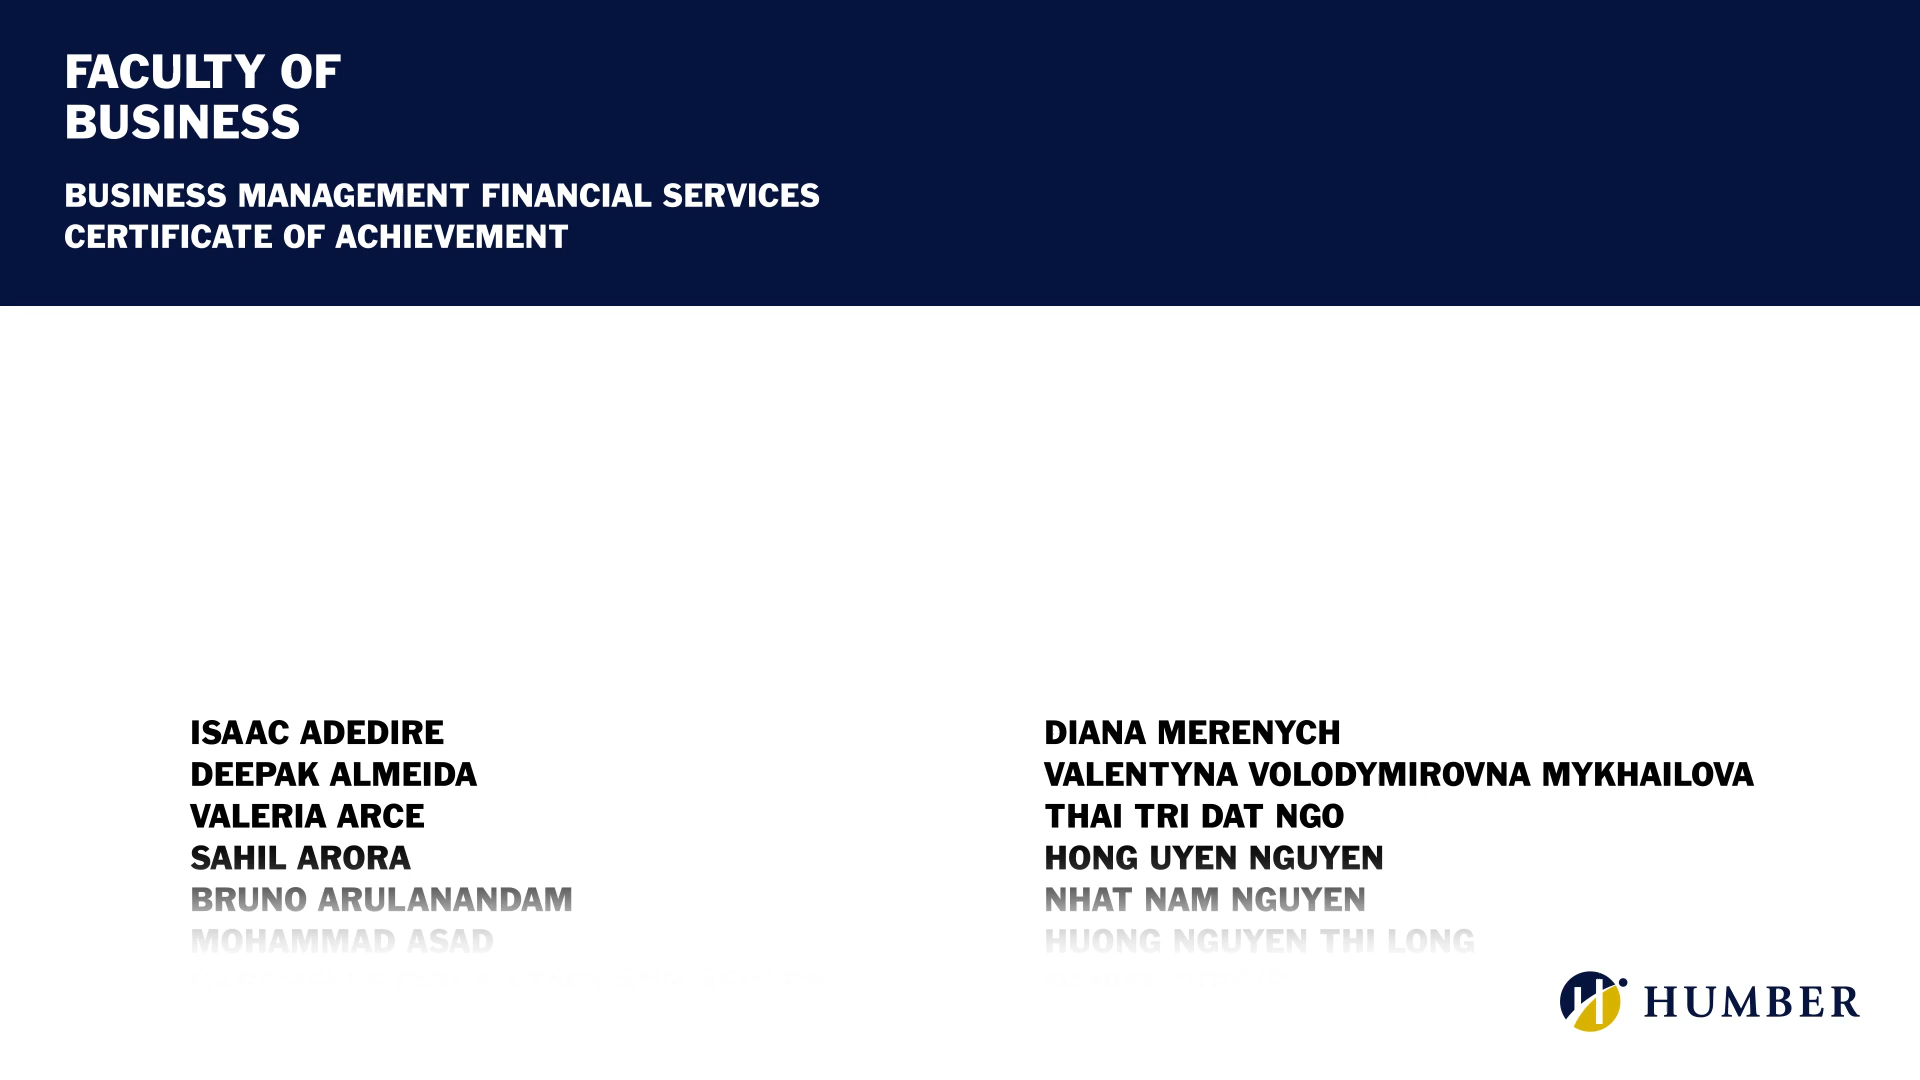 FACULTY OF
BUSINESS
BUSINESS MANAGEMENT FINANCIAL SERVICES
CERTIFICATE OF ACHIEVEMENT
ISAAC ADEDIRE
DEEPAK ALMEIDA
VALERIA ARCE
SAHIL ARORA
BRUNO ARULANANDAM
MOHAMMAD ASAD
DIANA MERENYCH
VALENTYNA VOLODYMIROVNA MYKHAILOVA
THAI TRI DAT NGO
HONG UYEN NGUYEN
NHAT NAM NGUYEN
HUONG NGUYEN THI LONG
HUMBER